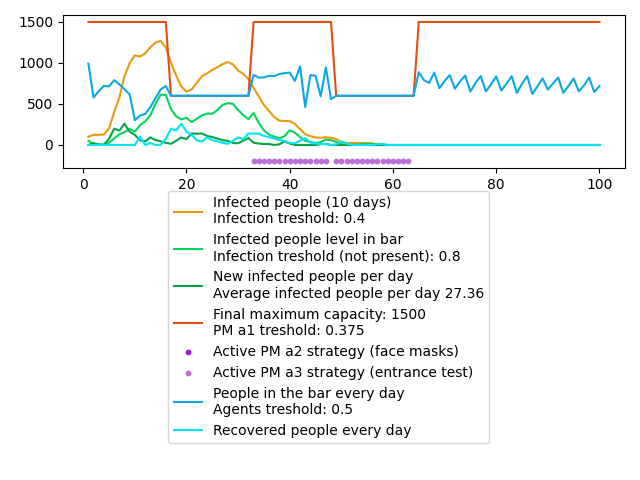 1500
1000
500
0
0
20
40
60
80
100
Infected people (10 days)
Infection treshold: 0.4
Infected people level in bar
Infection treshold (not present): 0.8
New infected people per day
Average infected people per day 27.36
Final maximum capacity: 1500
PM a1 treshold: 0.375
Active PM a2 strategy (face masks)
Active PM a3 strategy (entrance test)
People in the bar every day
Agents treshold: 0.5
Recovered people every day